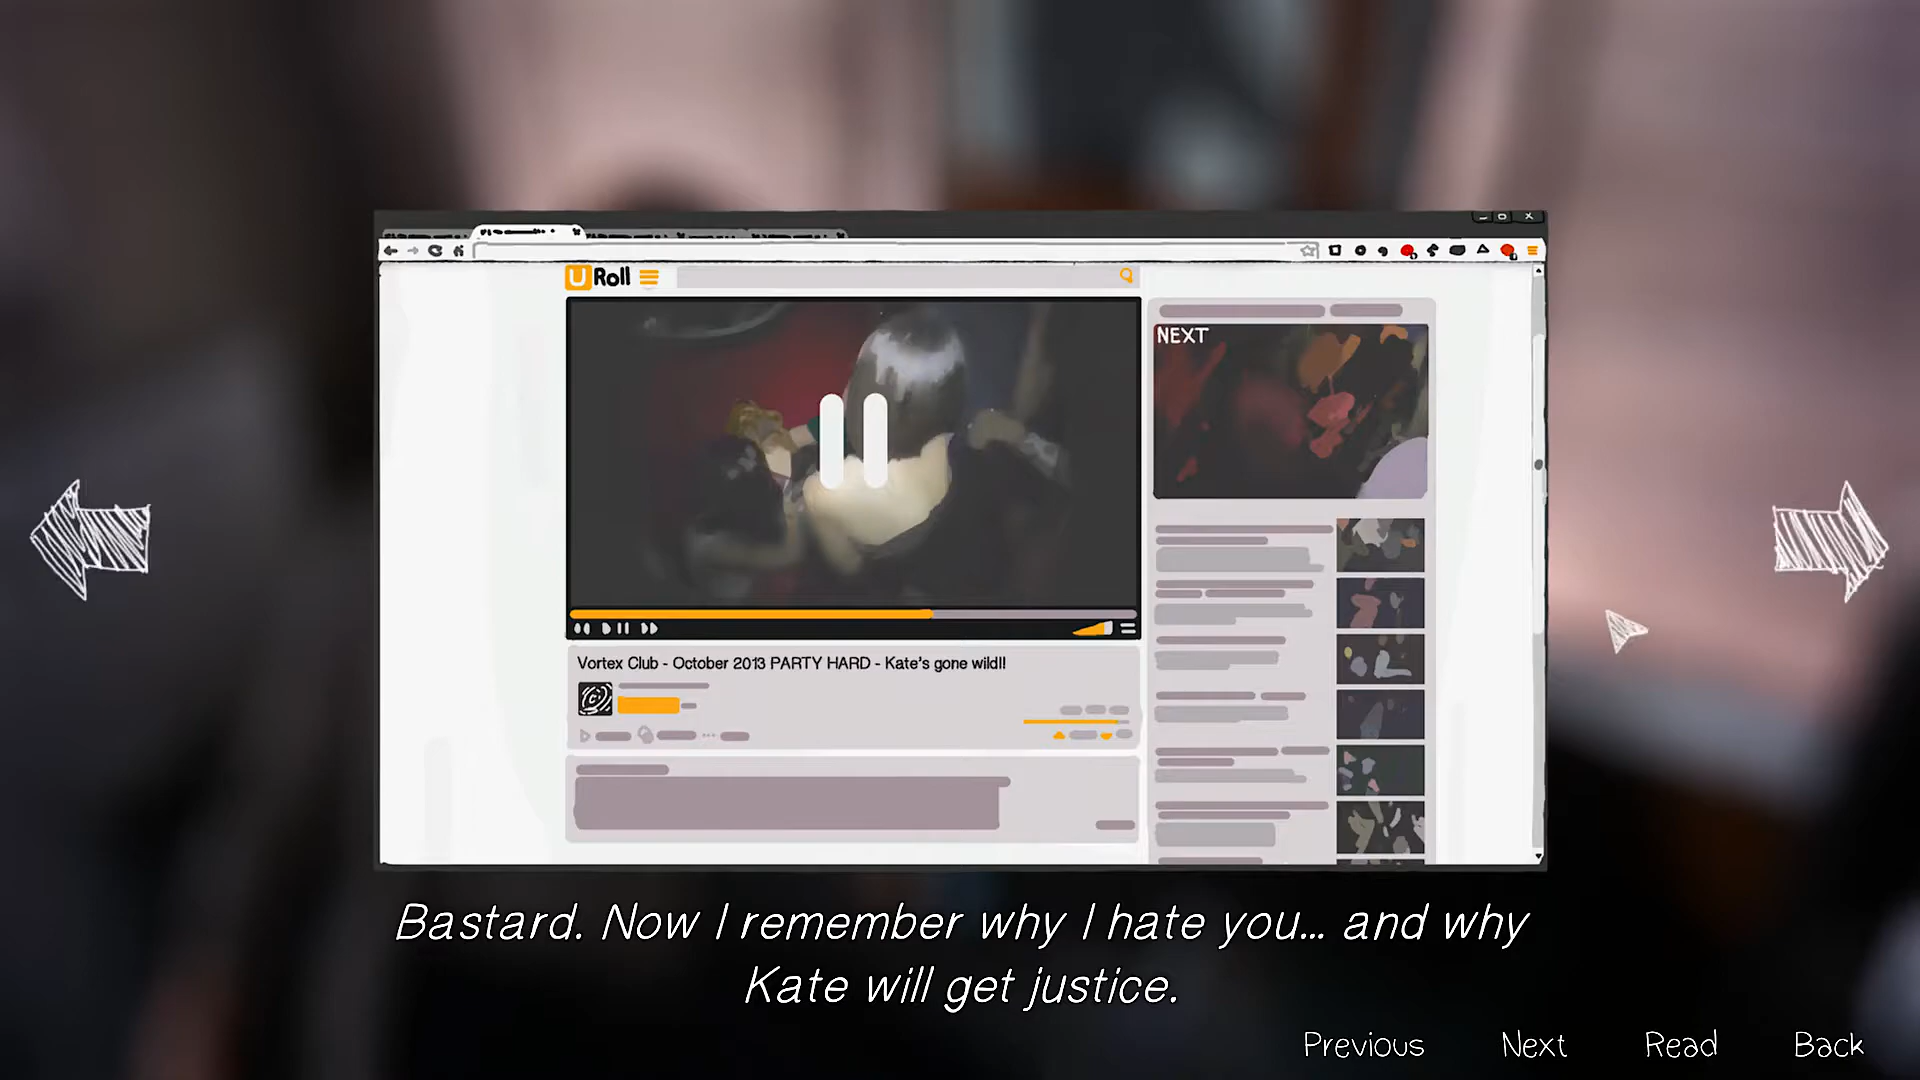 U Roll
NEXT
Vortex Club - October 2013 PARTY HARD - Kate's gone wild!!
Bastard. Now I remember why I hate you... and why
Kate will get justice.
Previous Next Read Back